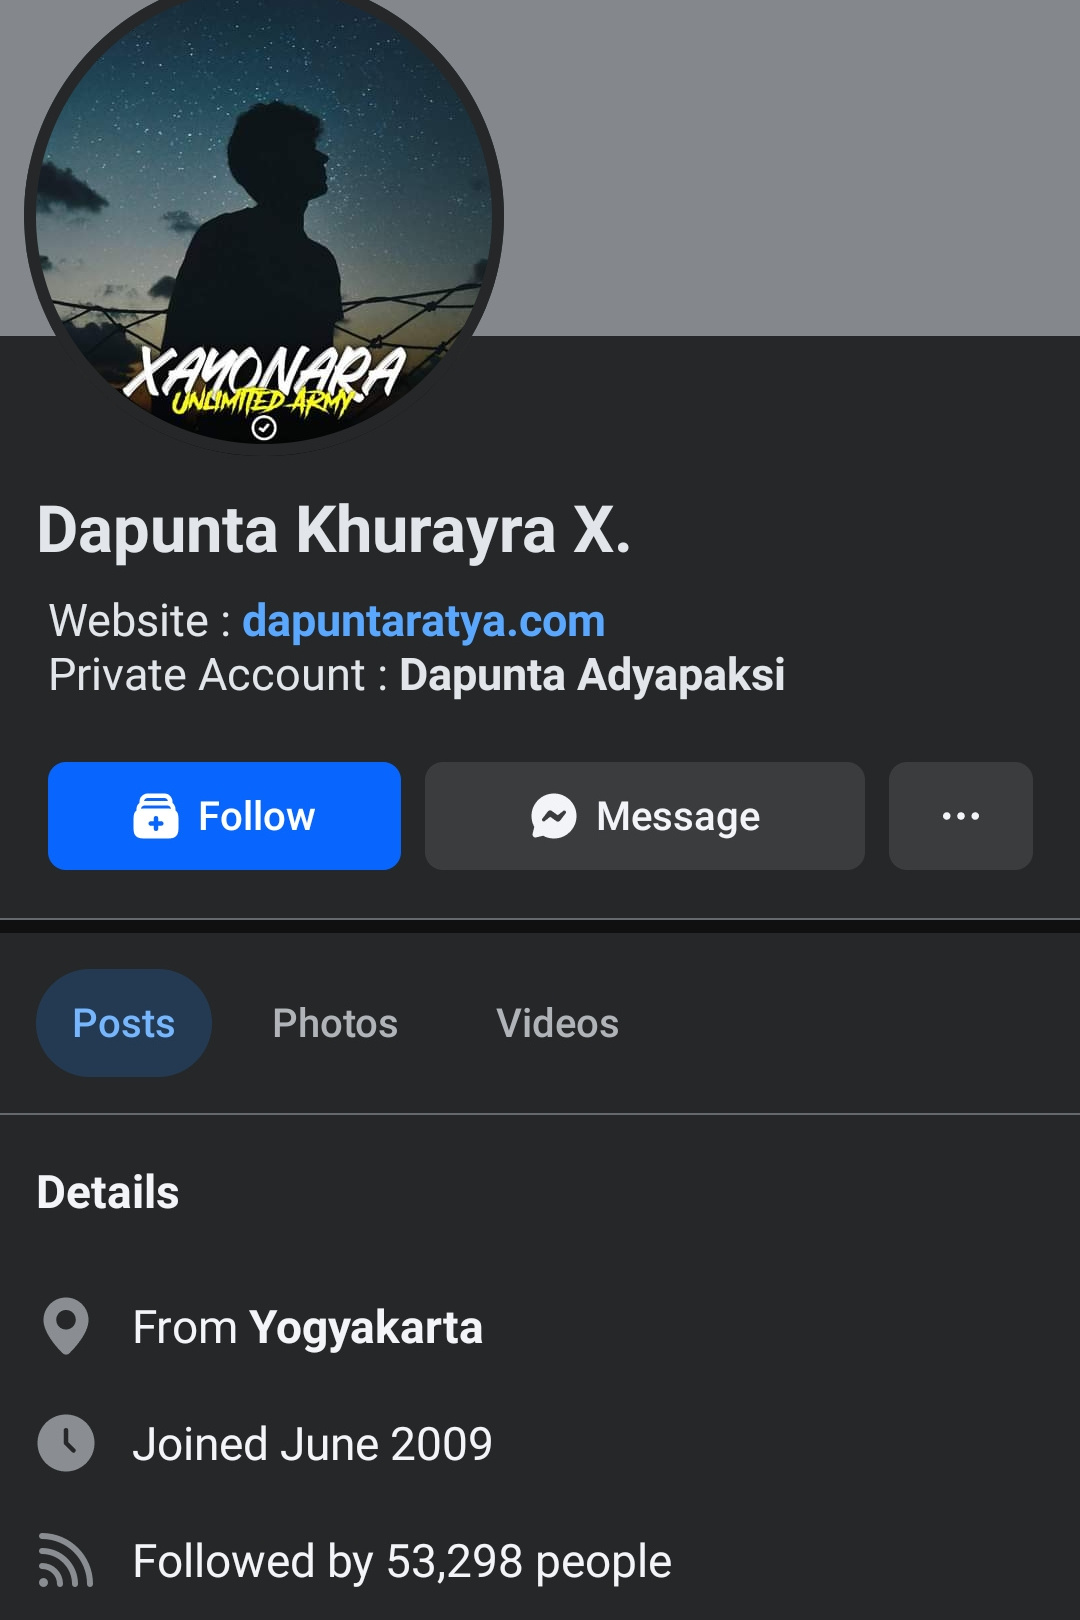 XAYONARA
UNLIMITED ARMY
Dapunta Khurayra X.
Website : dapuntaratya.com
Private Account : Dapunta Adyapaksi
Follow
Message
Posts
Photos
Videos
Details
From Yogyakarta
Joined June 2009
Followed by 53,298 people